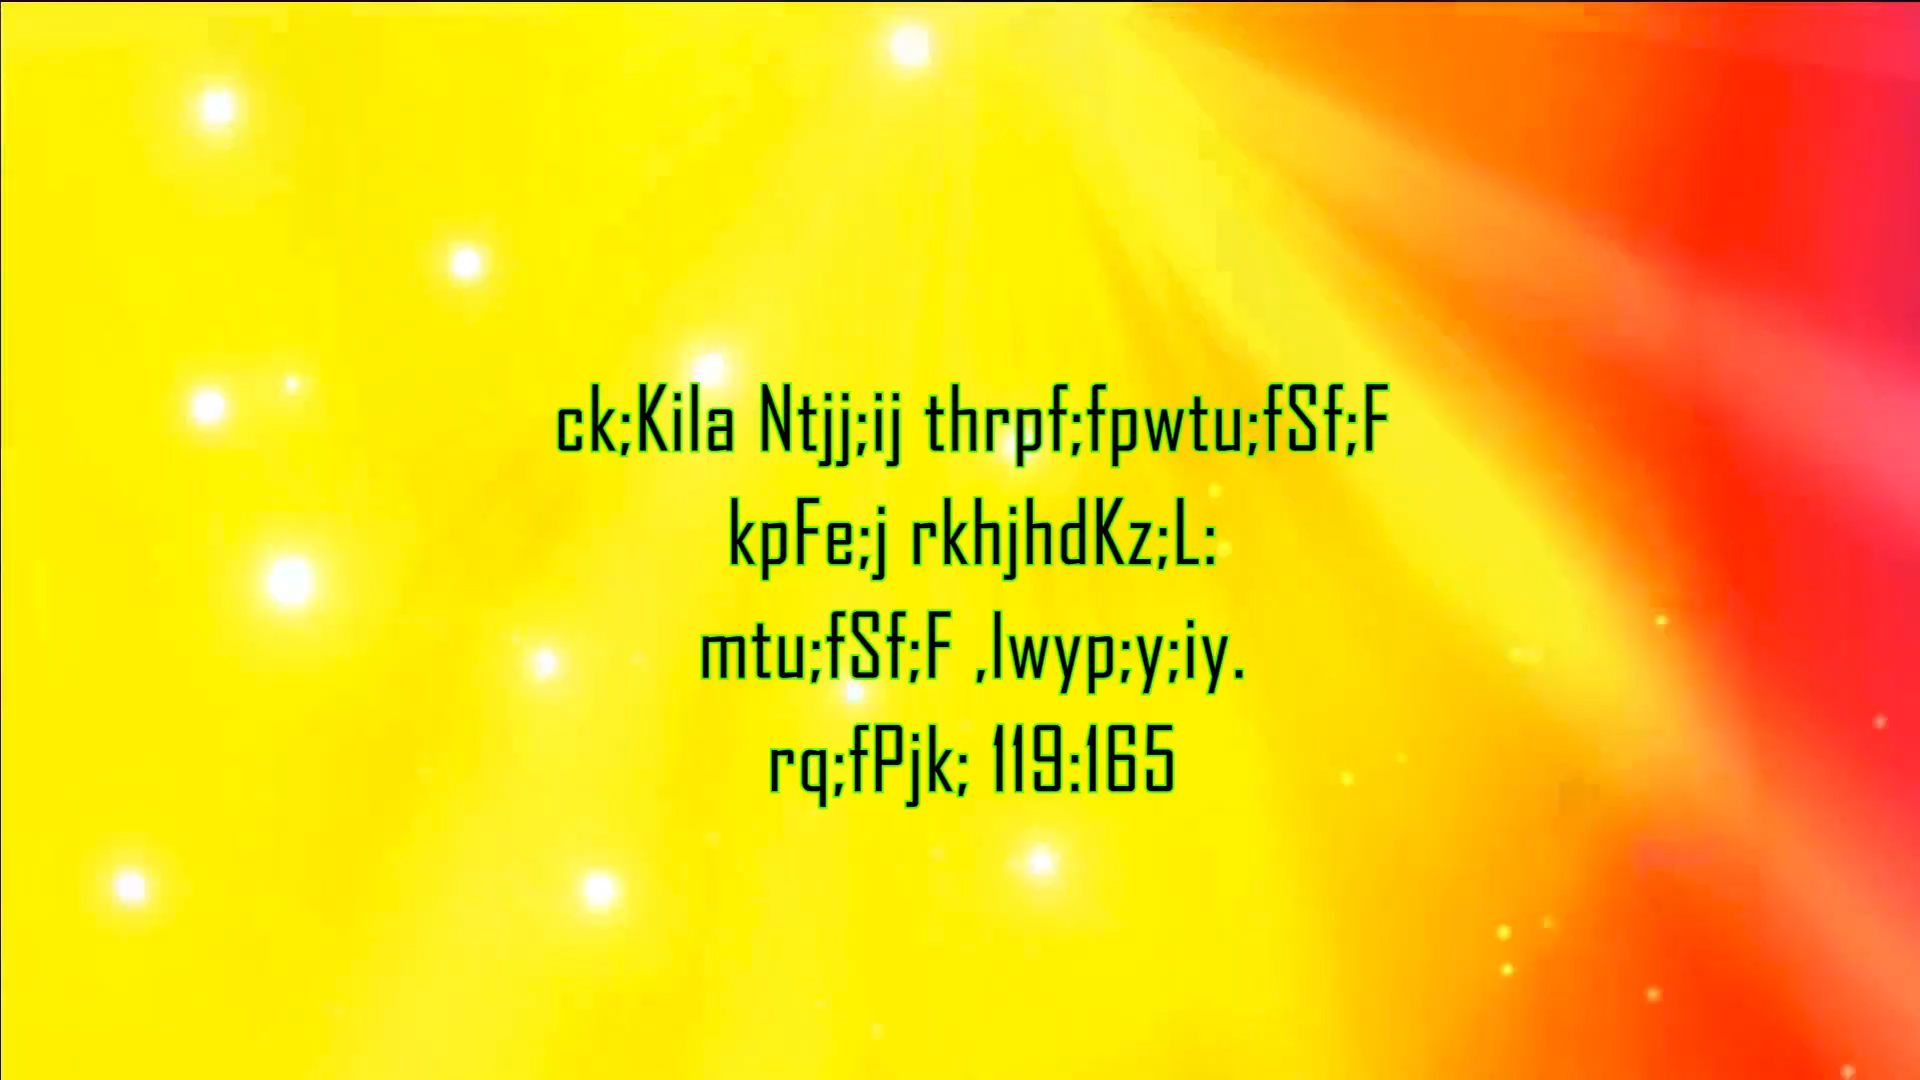 ck;Kila Ntjj;ij thrpf;fpwtu;fSf;F
kpFe;j rkhjhdKz;L:
mtu;fSf;F ,lwyp;y;iy.
rq;fPjk; 119:165